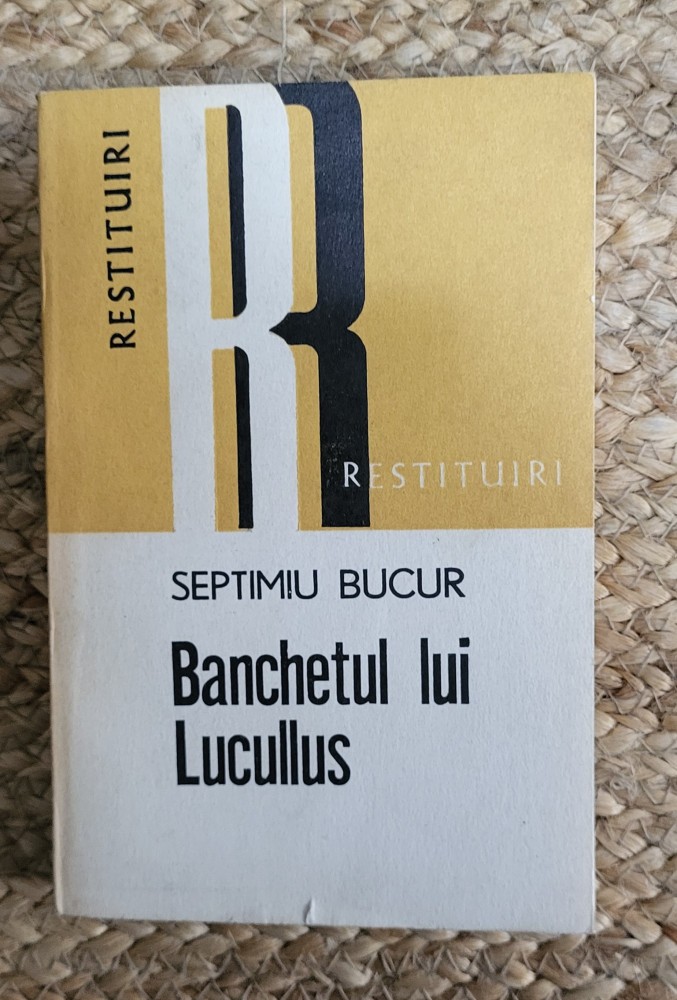 RESTITUIRI
R
RESTITUIRI
SEPTIMIU BUCUR
Banchetul lui
Lucullus